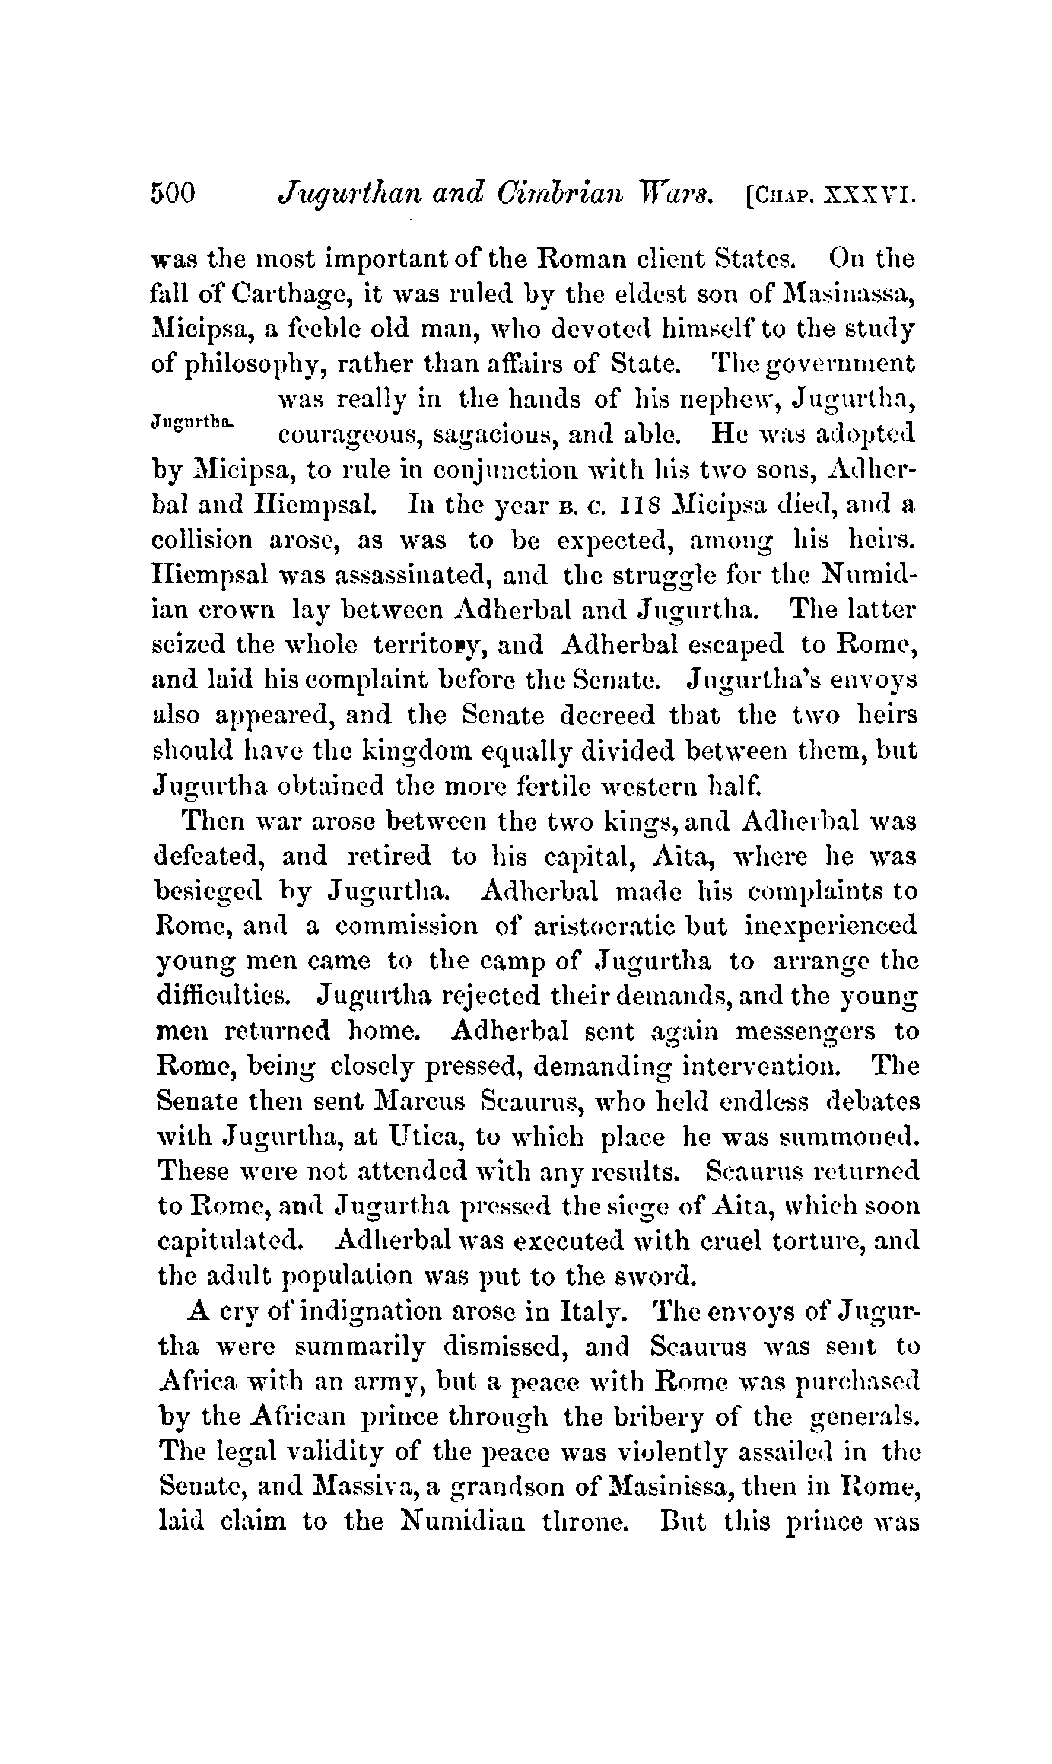 500 Jugurthan and Cimbrian Wars. [CHAP. XXXVI.
was the most important of the Roman client States. On the
fall of Carthage, it was ruled by the eldest son of Masinassa,
Micipsa, a feeble old man, who devoted himself to the study
of philosophy, rather than affairs of State. The government
was really in the hands of his nephew, Jugurtha,
Jugurtha.
courageous, sagacious, and able. He was adopted
by Micipsa, to rule in conjunction with his two sons, Adher-
bal and Hiempsal. In the year B. C. 118 Micipsa died, and a
collision arose, as was to be expected, among his heirs.
Hiempsal was assassinated, and the struggle for the Numid-
ian crown lay between Adherbal and Jugurtha. The latter
seized the whole territory, and Adherbal escaped to Rome,
and laid his complaint before the Senate. Jugurtha's envoys
also appeared, and the Senate decreed that the two heirs
should have the kingdom equally divided between them, but
Jugurtha obtained the more fertile western half.
Then war arose between the two kings, and Adherbal was
defeated, and retired to his capital, Aita, where he was
besieged by Jugurtha. Adherbal made his complaints to
Rome, and a commission of aristocratic but inexperienced
young men came to the camp of Jugurtha to arrange the
difficulties. Jugurtha rejected their demands, and the young
men returned home. Adherbal sent again messengers to
Rome, being closely pressed, demanding intervention. The
Senate then sent Marcus Scaurus, who held endless debates
with Jugurtha, at Utica, to which place he was summoned.
These were not attended with any results. Scaurus returned
to Rome, and Jugurtha pressed the siege of Aita, which soon
capitulated. Adherbal was executed with cruel torture, and
the adult population was put to the sword.
A cry of indignation arose in Italy. The envoys of Jugur-
tha were summarily dismissed, and Scaurus was sent to
Africa with an army, but a peace with Rome was purchased
by the African prince through the bribery of the generals.
The legal validity of the peace was violently assailed in the
Senate, and Massiva, a grandson of Masinissa, then in Rome,
laid claim to the Numidian throne. But this prince was